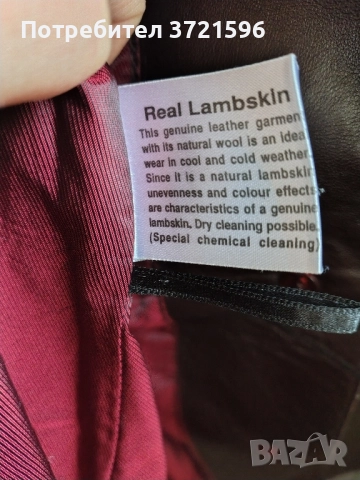 Потребител 3721596
Real Lambskin
This genuine leather garmen
with its natural wool is an idea
wear in cool and cold weather
Since it is a natural lambskin
unevenness and colour effects
are characteristics of a genuine
lambskin. Dry cleaning possible.
(Special chemical cleaning)
BAZAR